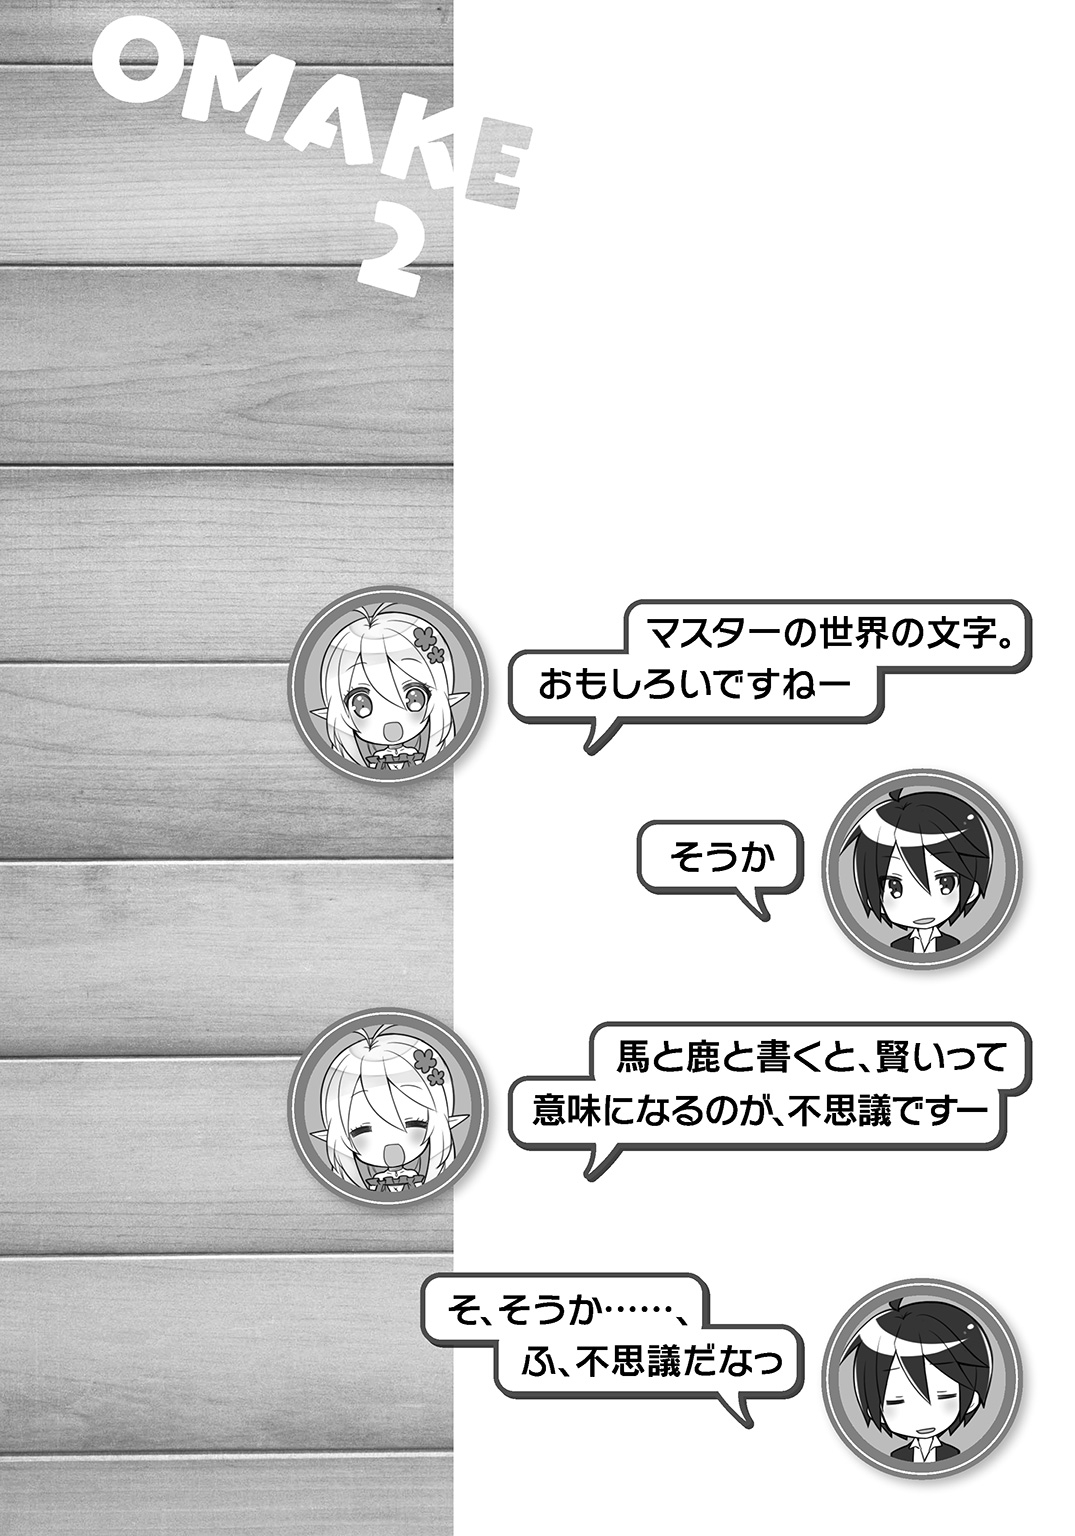 OMAKE
2
マスターの世界の文字。
おもしろいですねー
そうか
馬と鹿と書くと、賢いって
意味になるのが、不思議ですー
そ、そうか……、
ふ、不思議だなっ